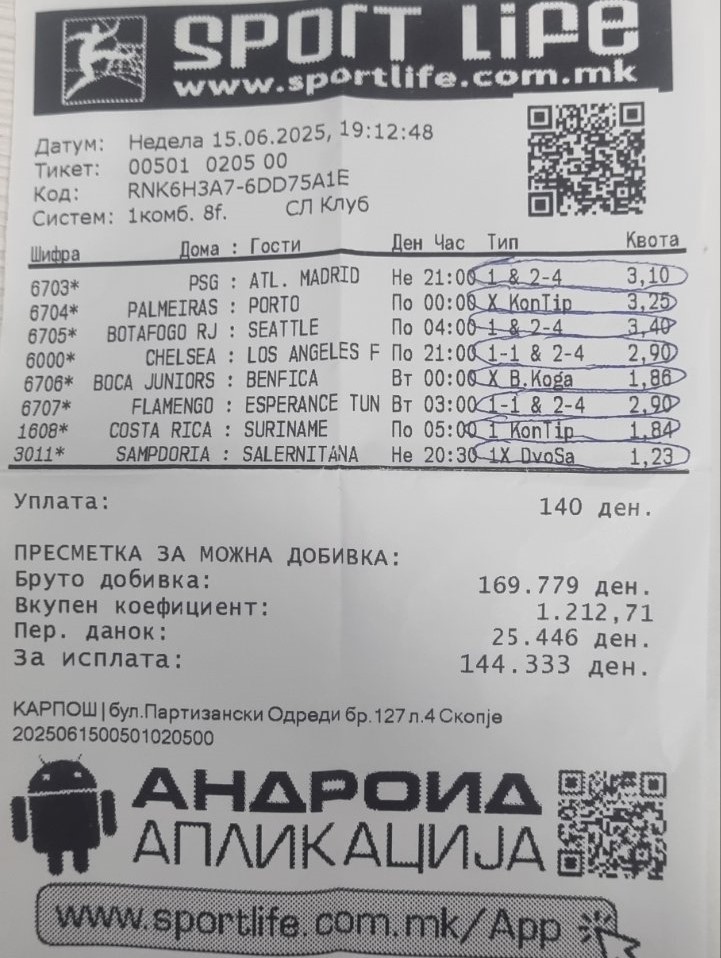 SPORT LiFe
www.sportlife.com.mk
Датум: Недела 15.06.2025, 19:12:48
Тикет: 00501 0205 00
Код: RNK6H3A7-6DD75A1E
Систем: 1комб. 8f. СЛ Клуб
Шифра Дома : Гости Ден Час Тип Квота
6703* PSG : ATL. MADRID Не 21:00 1 & 2-4 3,10
6704* PALMEIRAS : PORTO По 00:00 X KonTip 3,25
6705* BOTAFOGO RJ : SEATTLE По 04:00 1 & 2-4 3,40
6000* CHELSEA : LOS ANGELES F По 21:00 1-1 & 2-4 2,90
6706* BOCA JUNIORS : BENFICA Вт 00:00 X B.Koga 1,86
6707* FLAMENGO : ESPERANCE TUN Вт 03:00 1-1 & 2-4 2,90
1608* COSTA RICA : SURINAME По 05:00 1 KonTip 1,84
3011* SAMPDORIA : SALERNITANA Не 20:30 1X DvoSa 1,23
Уплата: 140 ден.
ПРЕСМЕТКА ЗА МОЖНА ДОБИВКА:
Бруто добивка: 169.779 ден.
Вкупен коефициент: 1.212,71
Пер. данок: 25.446 ден.
За исплата: 144.333 ден.
КАРПОШ|бул.Партизански Одреди бр.127 л.4 Скопје
2025061500501020500
АНДРОИД
АПЛИКАЦИЈА
www.sportlife.com.mk/App